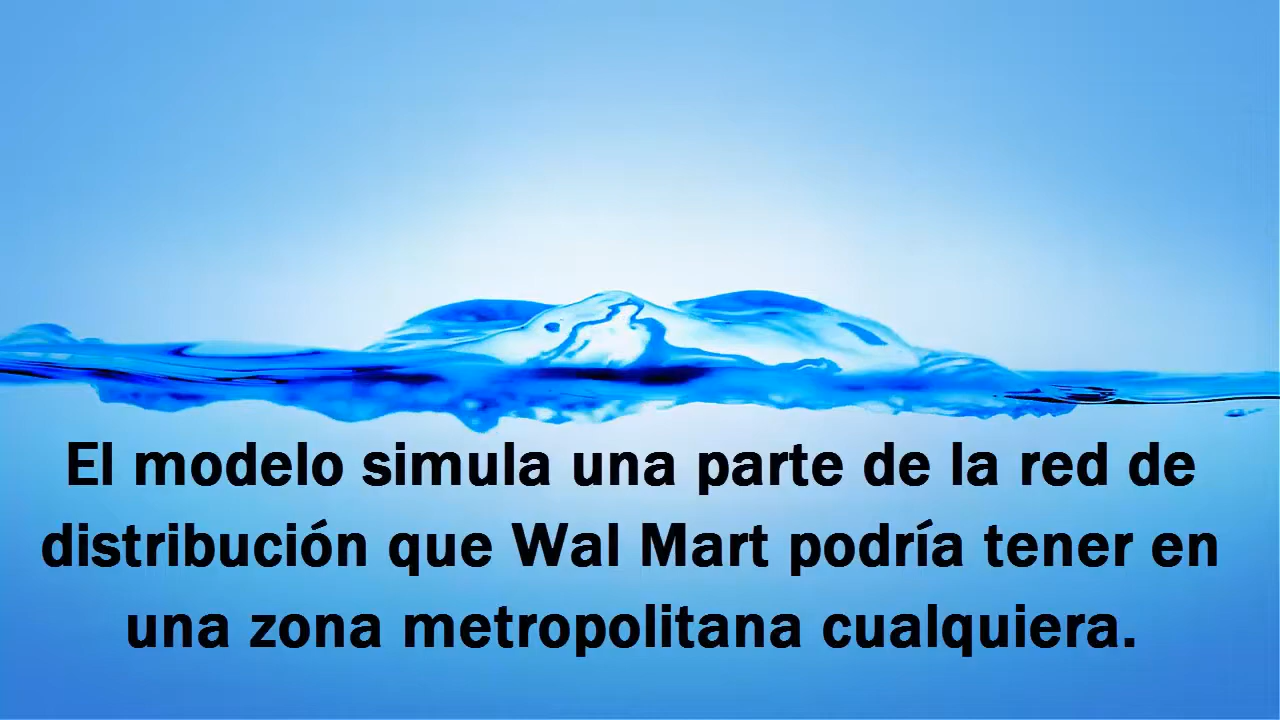 El modelo simula una parte de la red de
distribución que Wal Mart podría tener en
una zona metropolitana cualquiera.